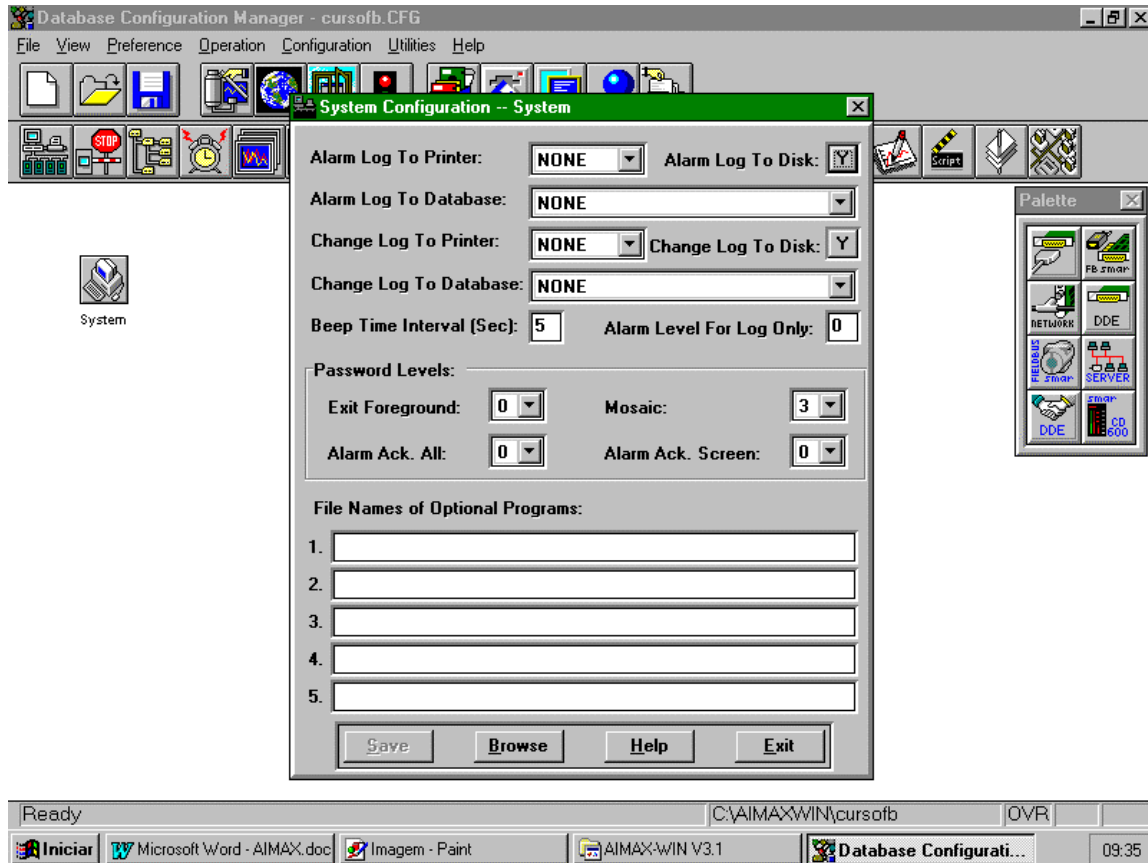 Database Configuration Manager - cursofb.CFG
File View Preference Operation Configuration Utilities Help
STOP
Script
System Configuration -- System
Alarm Log To Printer: NONE Alarm Log To Disk: Y
Alarm Log To Database: NONE
Change Log To Printer: NONE Change Log To Disk: Y
Change Log To Database: NONE
Beep Time Interval (Sec): 5 Alarm Level For Log Only: 0
Password Levels:
Exit Foreground: 0 Mosaic: 3
Alarm Ack. All: 0 Alarm Ack. Screen: 0
File Names of Optional Programs:
1.
2.
3.
4.
5.
Save Browse Help Exit
System
Palette
FB smar
NETWORK DDE
FIELDBUS smar SERVER
DDE smar CD 600
Ready C:\AIMAXWIN\cursofb OVR
Iniciar Microsoft Word - AIMAX.doc Imagem - Paint AIMAX-WIN V3.1 Database Configurati... 09:35